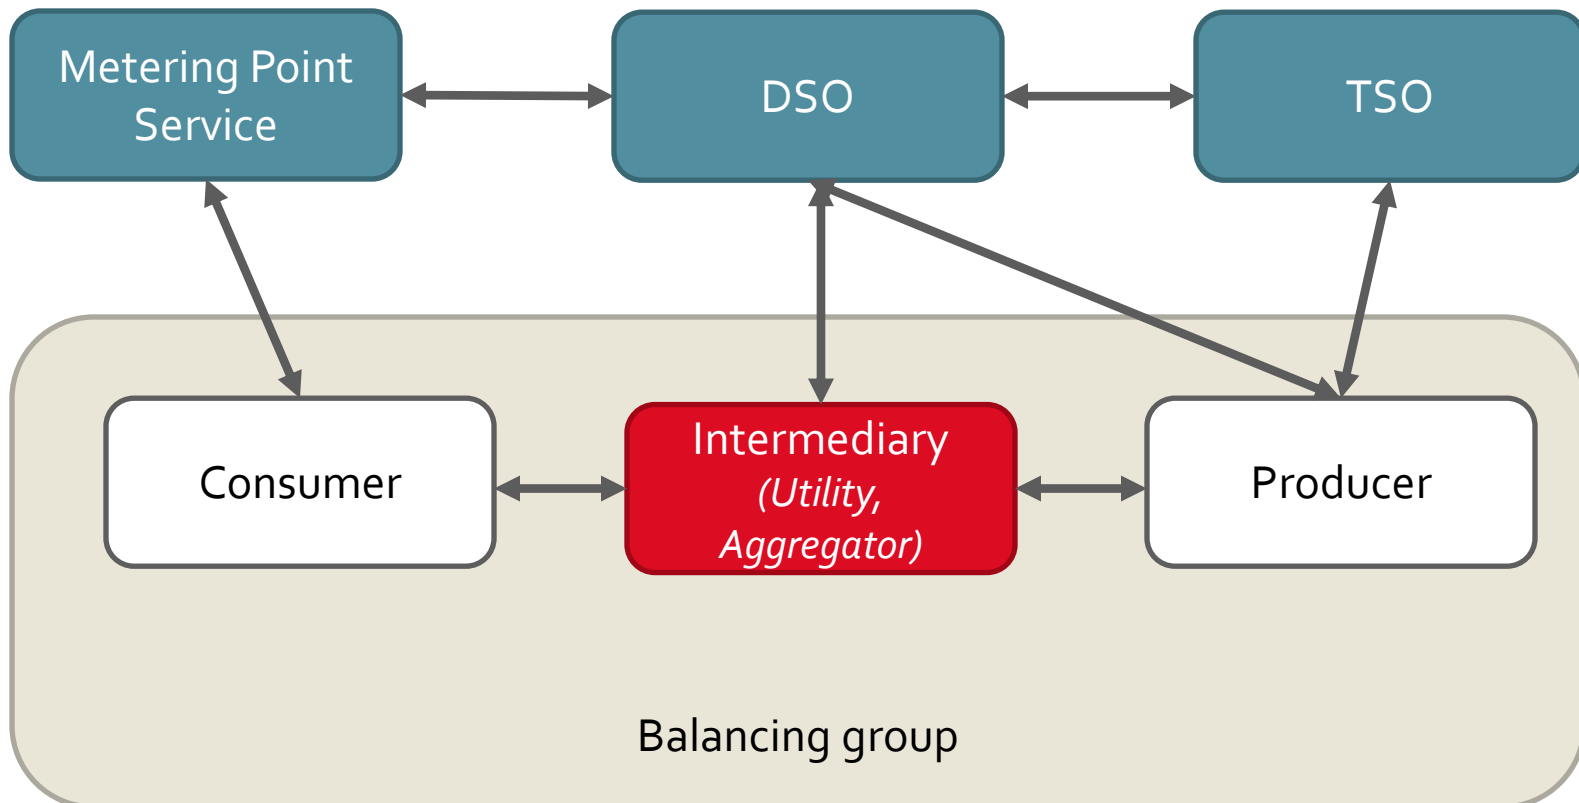 Metering Point
Service
DSO
TSO
Consumer
Intermediary
(Utility,
Aggregator)
Producer
Balancing group